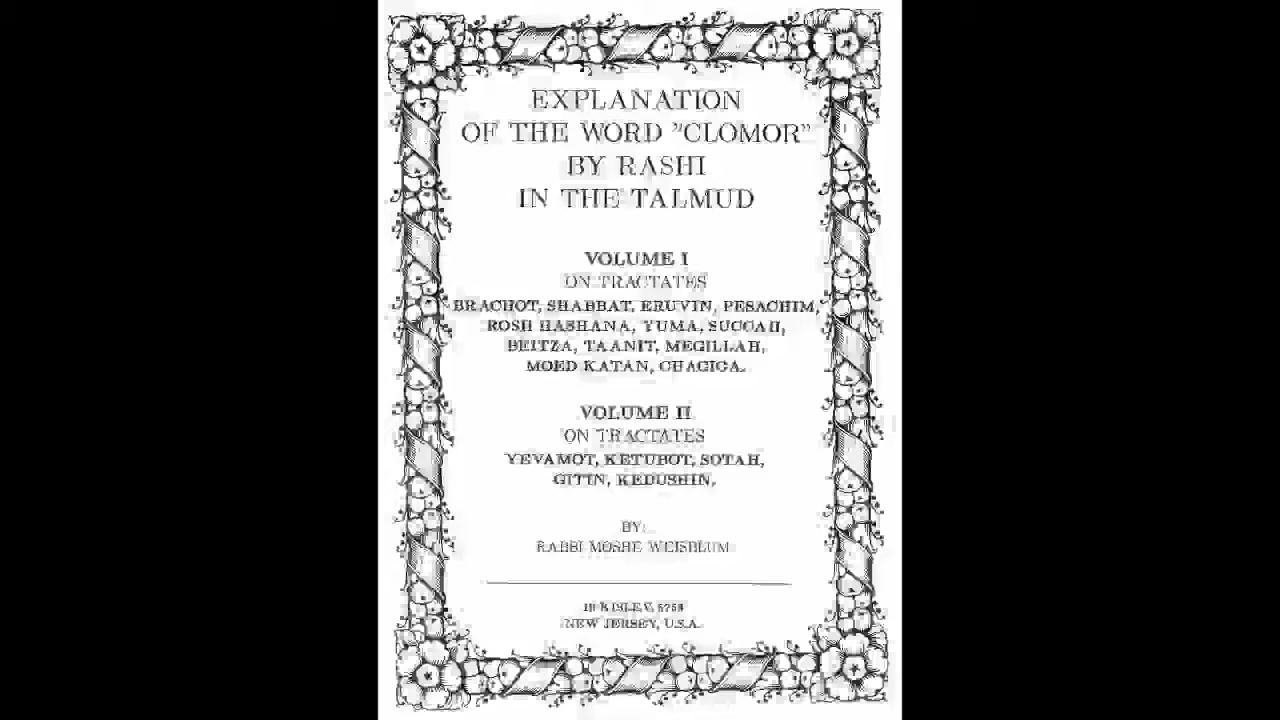 EXPLANATION
OF THE WORD "CLOMOR"
BY RASHI
IN THE TALMUD
VOLUME I
ON TRACTATES
BRACHOT, SHABBAT, ERUVIN, PESACHIM,
ROSH HASHANA, YUMA, SUCCAH,
BEITZA, TAANIT, MEGILLAH,
MOED KATAN, CHAGIGA.
VOLUME II
ON TRACTATES
YEVAMOT, KETUBOT, SOTAH,
GITIN, KEDUSHIN.
BY:
RABBI MOSHE WEISBLUM
KISLEV,
NEW JERSEY, U.S.A.